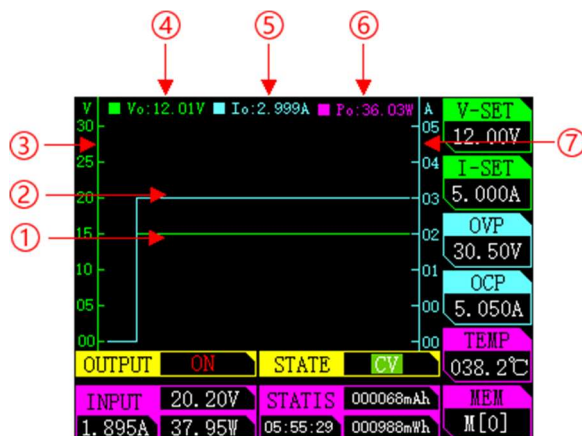 ④ ⑤ ⑥
V Vo:12.01V Io:2.999A Po:36.03W A V-SET
30 05 12.00V
③ ⑦
25 04 I-SET
② 20 03 5.000A
① 15 02 OVP
10 01 30.50V
05 00 OCP
00 00 5.050A
OUTPUT ON STATE CV TEMP
038.2℃
INPUT 20.20V STATIS 000068mAh MEM
1.895A 37.95W 05:55:29 000988mWh M[0]